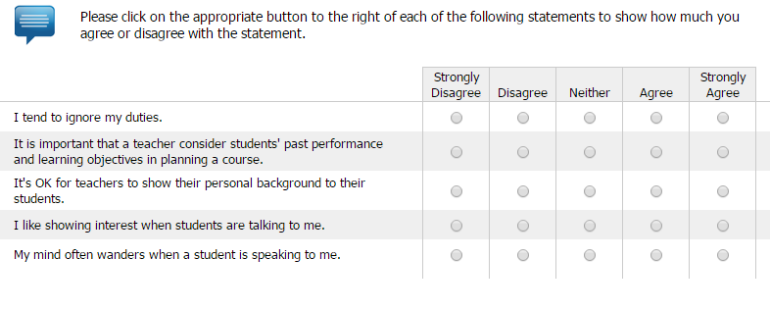 Please click on the appropriate button to the right of each of the following statements to show how much you
agree or disagree with the statement.
Strongly Disagree Disagree Neither Agree Strongly Agree
I tend to ignore my duties.
It is important that a teacher consider students' past performance
and learning objectives in planning a course.
It's OK for teachers to show their personal background to their
students.
I like showing interest when students are talking to me.
My mind often wanders when a student is speaking to me.